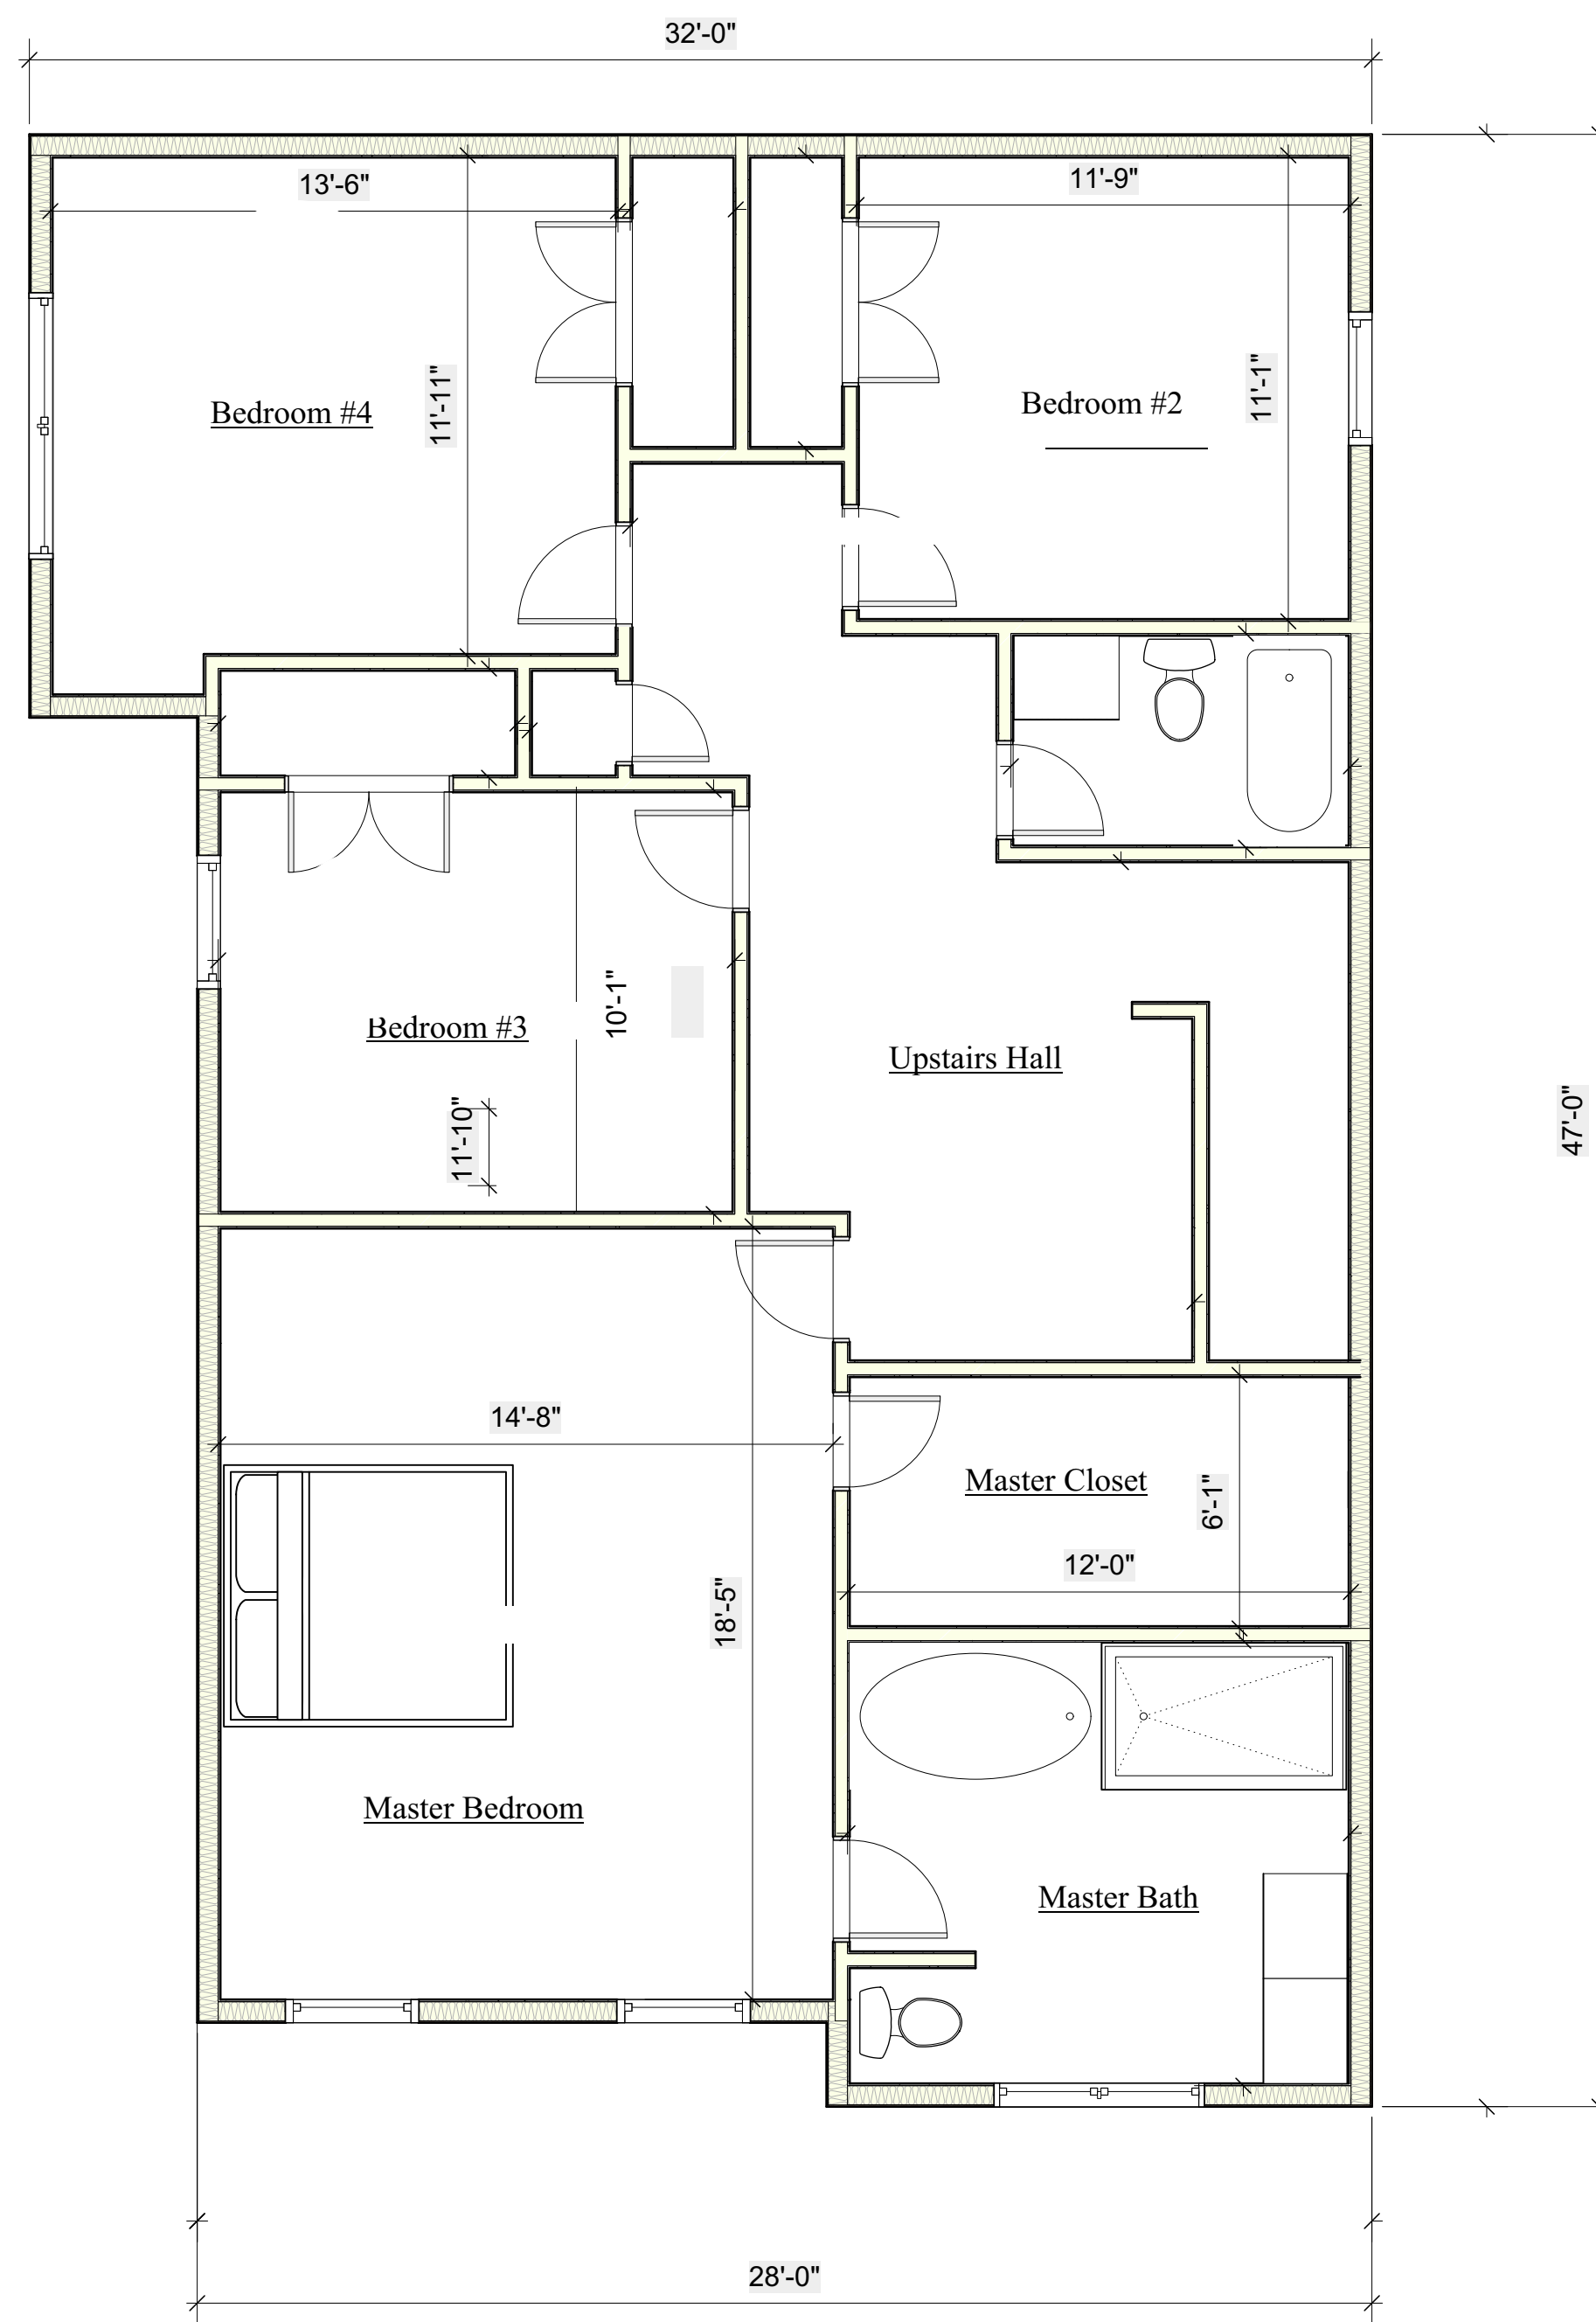 32'-0"
13'-6"
11'-9"
11'-11"
Bedroom #4
Bedroom #2
11'-1"
Bedroom #3
10'-1"
11'-10"
Upstairs Hall
47'-0"
14'-8"
Master Closet
6'-1"
12'-0"
18'-5"
Master Bedroom
Master Bath
28'-0"